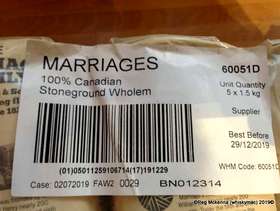 MARRIAGES
60051D
100% Canadian
Stoneground Wholem
Unit Quantity
5 x 1.5 kg
Supplier
Best Before
29/12/2019
(01)05011259106714(17)191229
WHM Code: 60051D
Case: 02072019 FAW2 0029 BN012314
©Reg Mckenna (whiskymac) 2019©